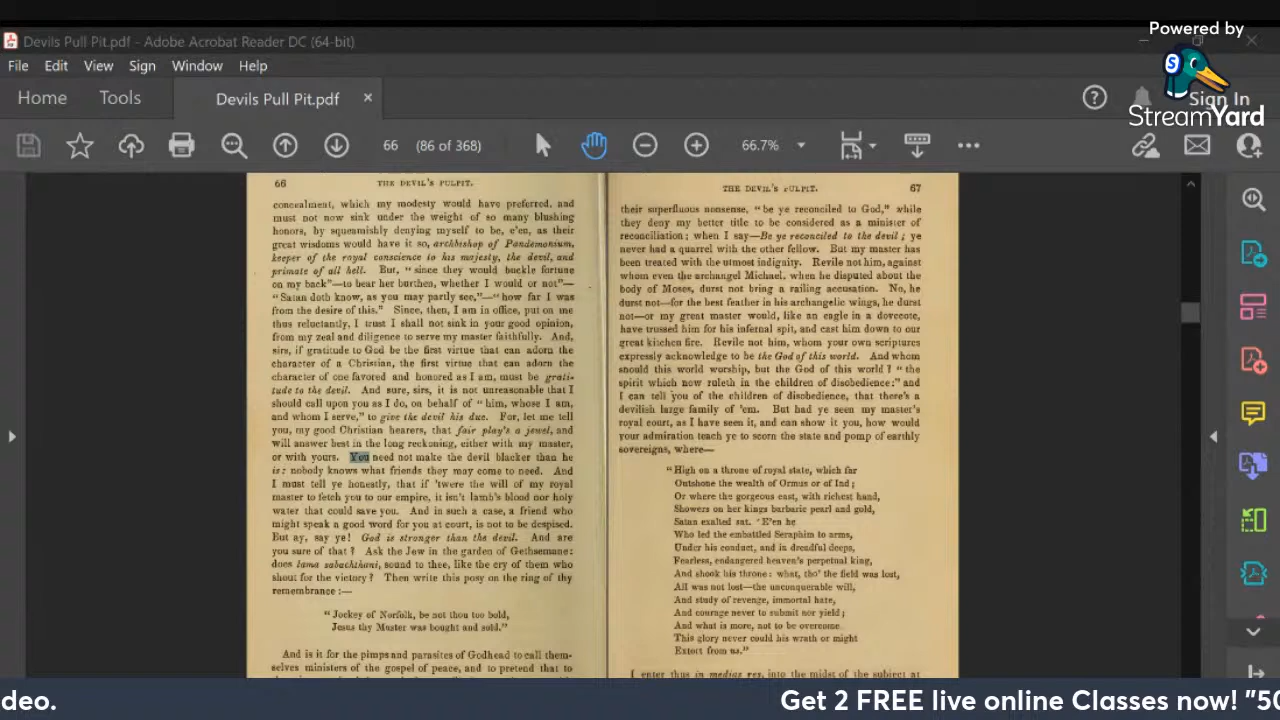 Powered by
StreamYard
Devils Pull Pit.pdf - Adobe Acrobat Reader DC (64-bit)
File Edit View Sign Window Help
Home Tools Devils Pull Pit.pdf × Sign In
66 (86 of 368) 66.7%
66 THE DEVIL'S PULPIT.
concealment, which my modesty would have preferred, and
must not now sink under the weight of so many blushing
honors, by squeamishly denying myself to be, e'en, as their
great wisdoms would have it so, archbishop of Pandemonium,
keeper of the royal conscience to his majesty, the devil, and
primate of all hell. But, "since they would buckle fortune
on my back"—to bear her burthen, whether I would or not"—
"Satan doth know, as you may partly see,"—"how far I was
from the desire of this." Since, then, I am in office, put on me
thus reluctantly, I trust I shall not sink in your good opinion,
from my zeal and diligence to serve my master faithfully. And,
sirs, if gratitude to God be the first virtue that can adorn the
character of a Christian, the first virtue that can adorn the
character of one favored and honored as I am, must be grati-
tude to the devil. And sure, sirs, it is not unreasonable that I
should call upon you as I do, on behalf of "him, whose I am,
and whom I serve," to give the devil his due. For, let me tell
you, my good Christian hearers, that fair play's a jewel, and
will answer best in the long reckoning, either with my master,
or with yours. You need not make the devil blacker than he
is: nobody knows what friends they may come to need. And
I must tell ye honestly, that if 'twere the will of my royal
master to fetch you to our empire, it isn't lamb's blood nor holy
water that could save you. And in such a case, a friend who
might speak a good word for you at court, is not to be despised.
But ay, say ye! God is stronger than the devil. And are
you sure of that? Ask the Jew in the garden of Gethsemane:
does lama sabachthani, sound to thee, like the cry of them who
shout for the victory? Then write this posy on the ring of thy
remembrance:—
"Jockey of Norfolk, be not thou too bold,
Jesus thy Master was bought and sold."
And is it for the pimps and parasites of Godhead to call them-
selves ministers of the gospel of peace, and to pretend that to
THE DEVIL'S PULPIT. 67
their superfluous nonsense, "be ye reconciled to God," while
they deny my better title to be considered as a minister of
reconciliation; when I say—Be ye reconciled to the devil; ye
never had a quarrel with the other fellow. But my master has
been treated with the utmost indignity. Revile not him, against
whom even the archangel Michael, when he disputed about the
body of Moses, durst not bring a railing accusation. No, he
durst not—for the best feather in his archangelic wings, he durst
not—or my great master would, like an eagle in a dovecote,
have trussed him for his infernal spit, and cast him down to our
great kitchen fire. Revile not him, whom your own scriptures
expressly acknowledge to be the God of this world. And whom
should this world worship, but the God of this world? "the
spirit which now ruleth in the children of disobedience:" and
I can tell you of the children of disobedience, that there's a
devilish large family of 'em. But had ye seen my master's
royal court, as I have seen it, and can show it you, how would
your admiration teach ye to scorn the state and pomp of earthly
sovereigns, where—
"High on a throne of royal state, which far
Outshone the wealth of Ormus or of Ind;
Or where the gorgeous east, with richest hand,
Showers on her kings barbaric pearl and gold,
Satan exalted sat. 'E'en he
Who led the embattled Seraphim to arms,
Under his conduct, and in dreadful deeps,
Fearless, endangered heaven's perpetual king,
And shook his throne: what, tho' the field was lost,
All was not lost—the unconquerable will,
And study of revenge, immortal hate,
And courage never to submit nor yield;
And what is more, not to be overcome.
This glory never could his wrath or might
Extort from us."
I enter thus in medias res, into the midst of the subject at
deo. Get 2 FREE live online Classes now! "50